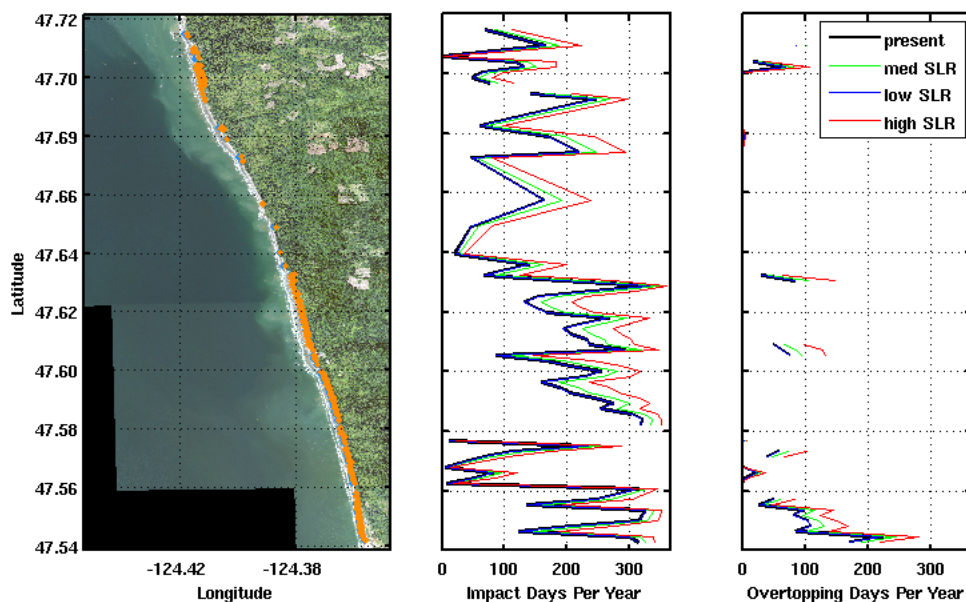 47.72
47.70
47.69
47.66
47.64
47.62
47.60
47.58
47.56
47.54
Latitude
-124.42
-124.38
Longitude
0
100
200
300
Impact Days Per Year
present
med SLR
low SLR
high SLR
0
100
200
300
Overtopping Days Per Year